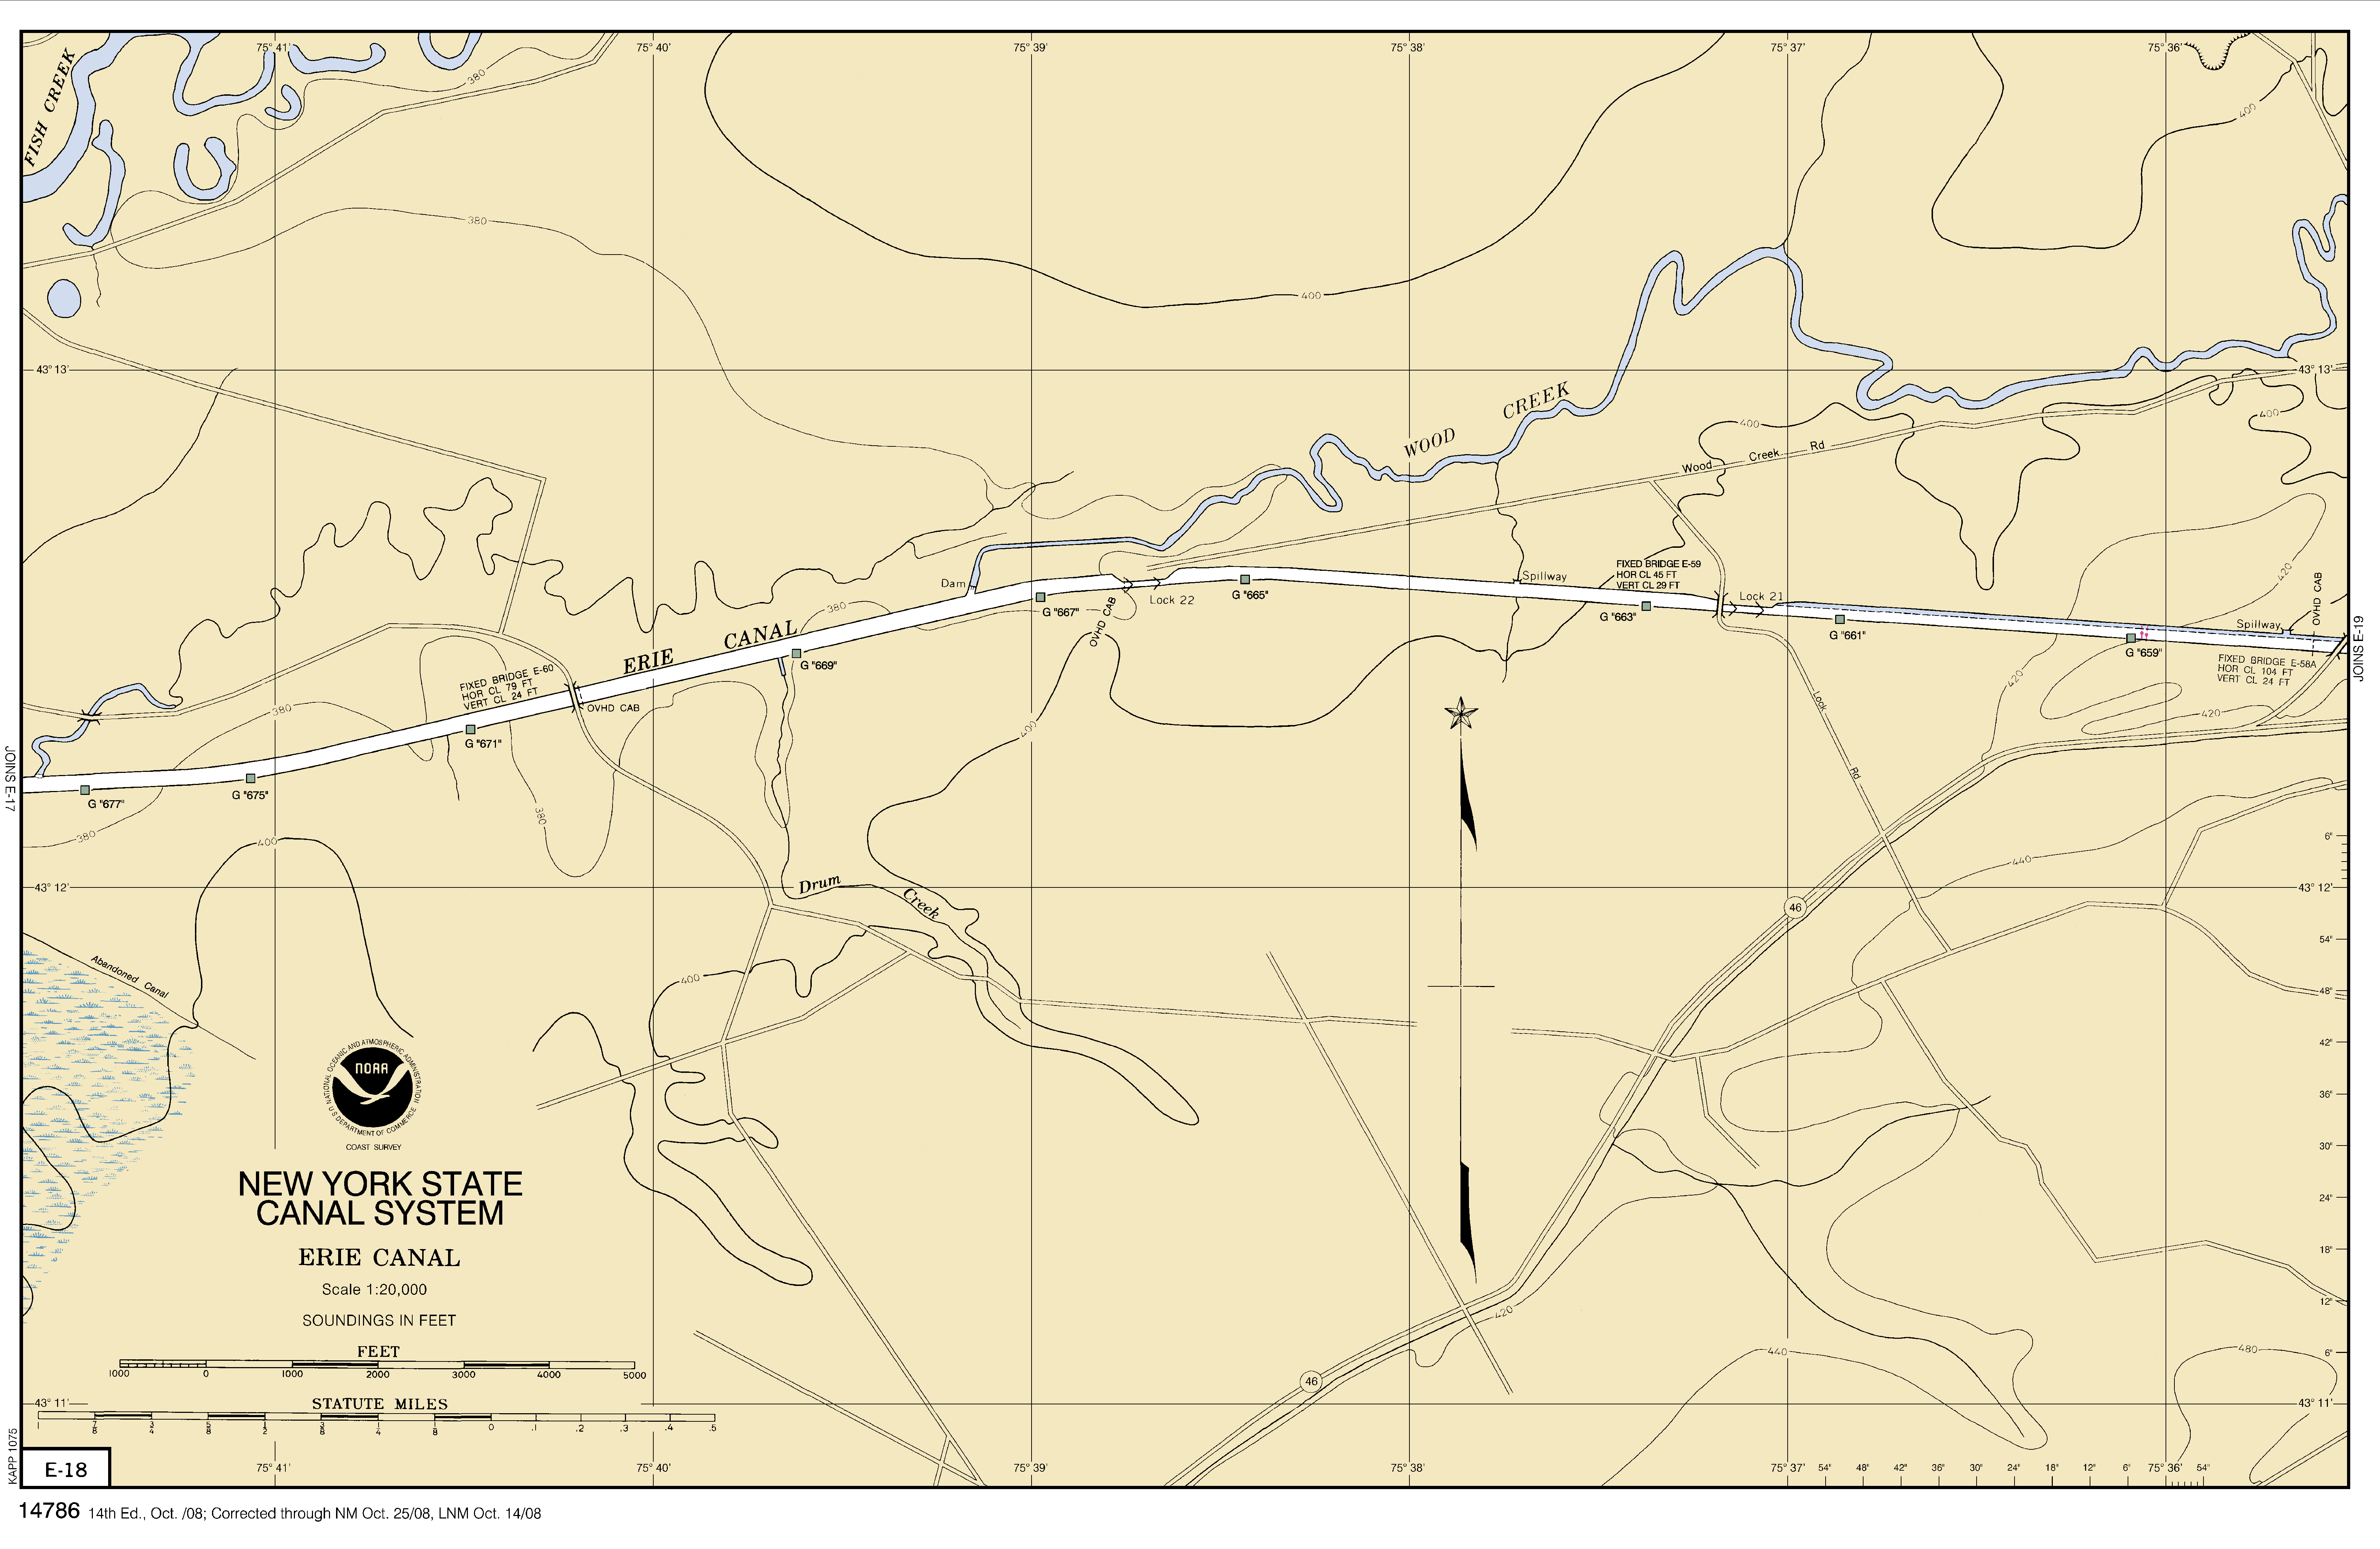 75° 41'
75° 40'
75° 39'
75° 38'
75° 37'
75° 36'
FISH CREEK
380
400
380
400
43° 13'
43° 13'
WOOD CREEK
400
400
Wood Creek Rd
420
OVHD CAB
Dam
Lock 22
OVHD CAB
G "667"
G "665"
Spillway
FIXED BRIDGE E-59
HOR CL 45 FT
VERT CL 29 FT
G "663"
Lock 21
G "661"
G "659"
Spillway
FIXED BRIDGE E-58A
HOR CL 104 FT
VERT CL 24 FT
JOINS E-19
380
ERIE CANAL
G "669"
FIXED BRIDGE E-60
HOR CL 79 FT
VERT CL 24 FT
OVHD CAB
G "671"
G "675"
G "677"
JOINS E-17
380
380
380
400
400
420
420
Lock Rd
440
6"
43° 12'
43° 12'
Drum Creek
46
54"
48"
42"
36"
30"
24"
18"
12"
6"
400
Abandoned Canal
NATIONAL OCEANIC AND ATMOSPHERIC ADMINISTRATION
U S DEPARTMENT OF COMMERCE
NOAA
COAST SURVEY
NEW YORK STATE
CANAL SYSTEM
ERIE CANAL
Scale 1:20,000
SOUNDINGS IN FEET
FEET
1000 0 1000 2000 3000 4000 5000
STATUTE MILES
1 7/8 3/4 5/8 1/2 3/8 1/4 1/8 0 .1 .2 .3 .4 .5
420
440
480
46
43° 11'
43° 11'
KAPP 1075
E-18
75° 41'
75° 40'
75° 39'
75° 38'
75° 37'
54" 48" 42" 36" 30" 24" 18" 12" 6"
75° 36'
54"
14786 14th Ed., Oct. /08; Corrected through NM Oct. 25/08, LNM Oct. 14/08